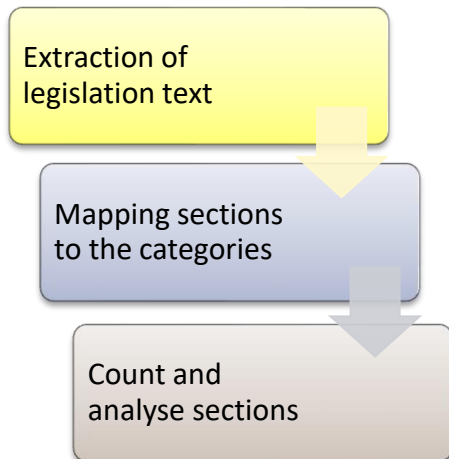 Extraction of
legislation text
Mapping sections
to the categories
Count and
analyse sections